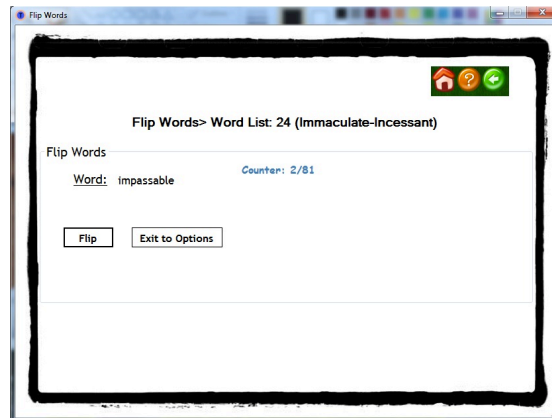 Flip Words
Flip Words> Word List: 24 (Immaculate-Incessant)
Flip Words
Counter: 2/81
Word: impassable
Flip
Exit to Options